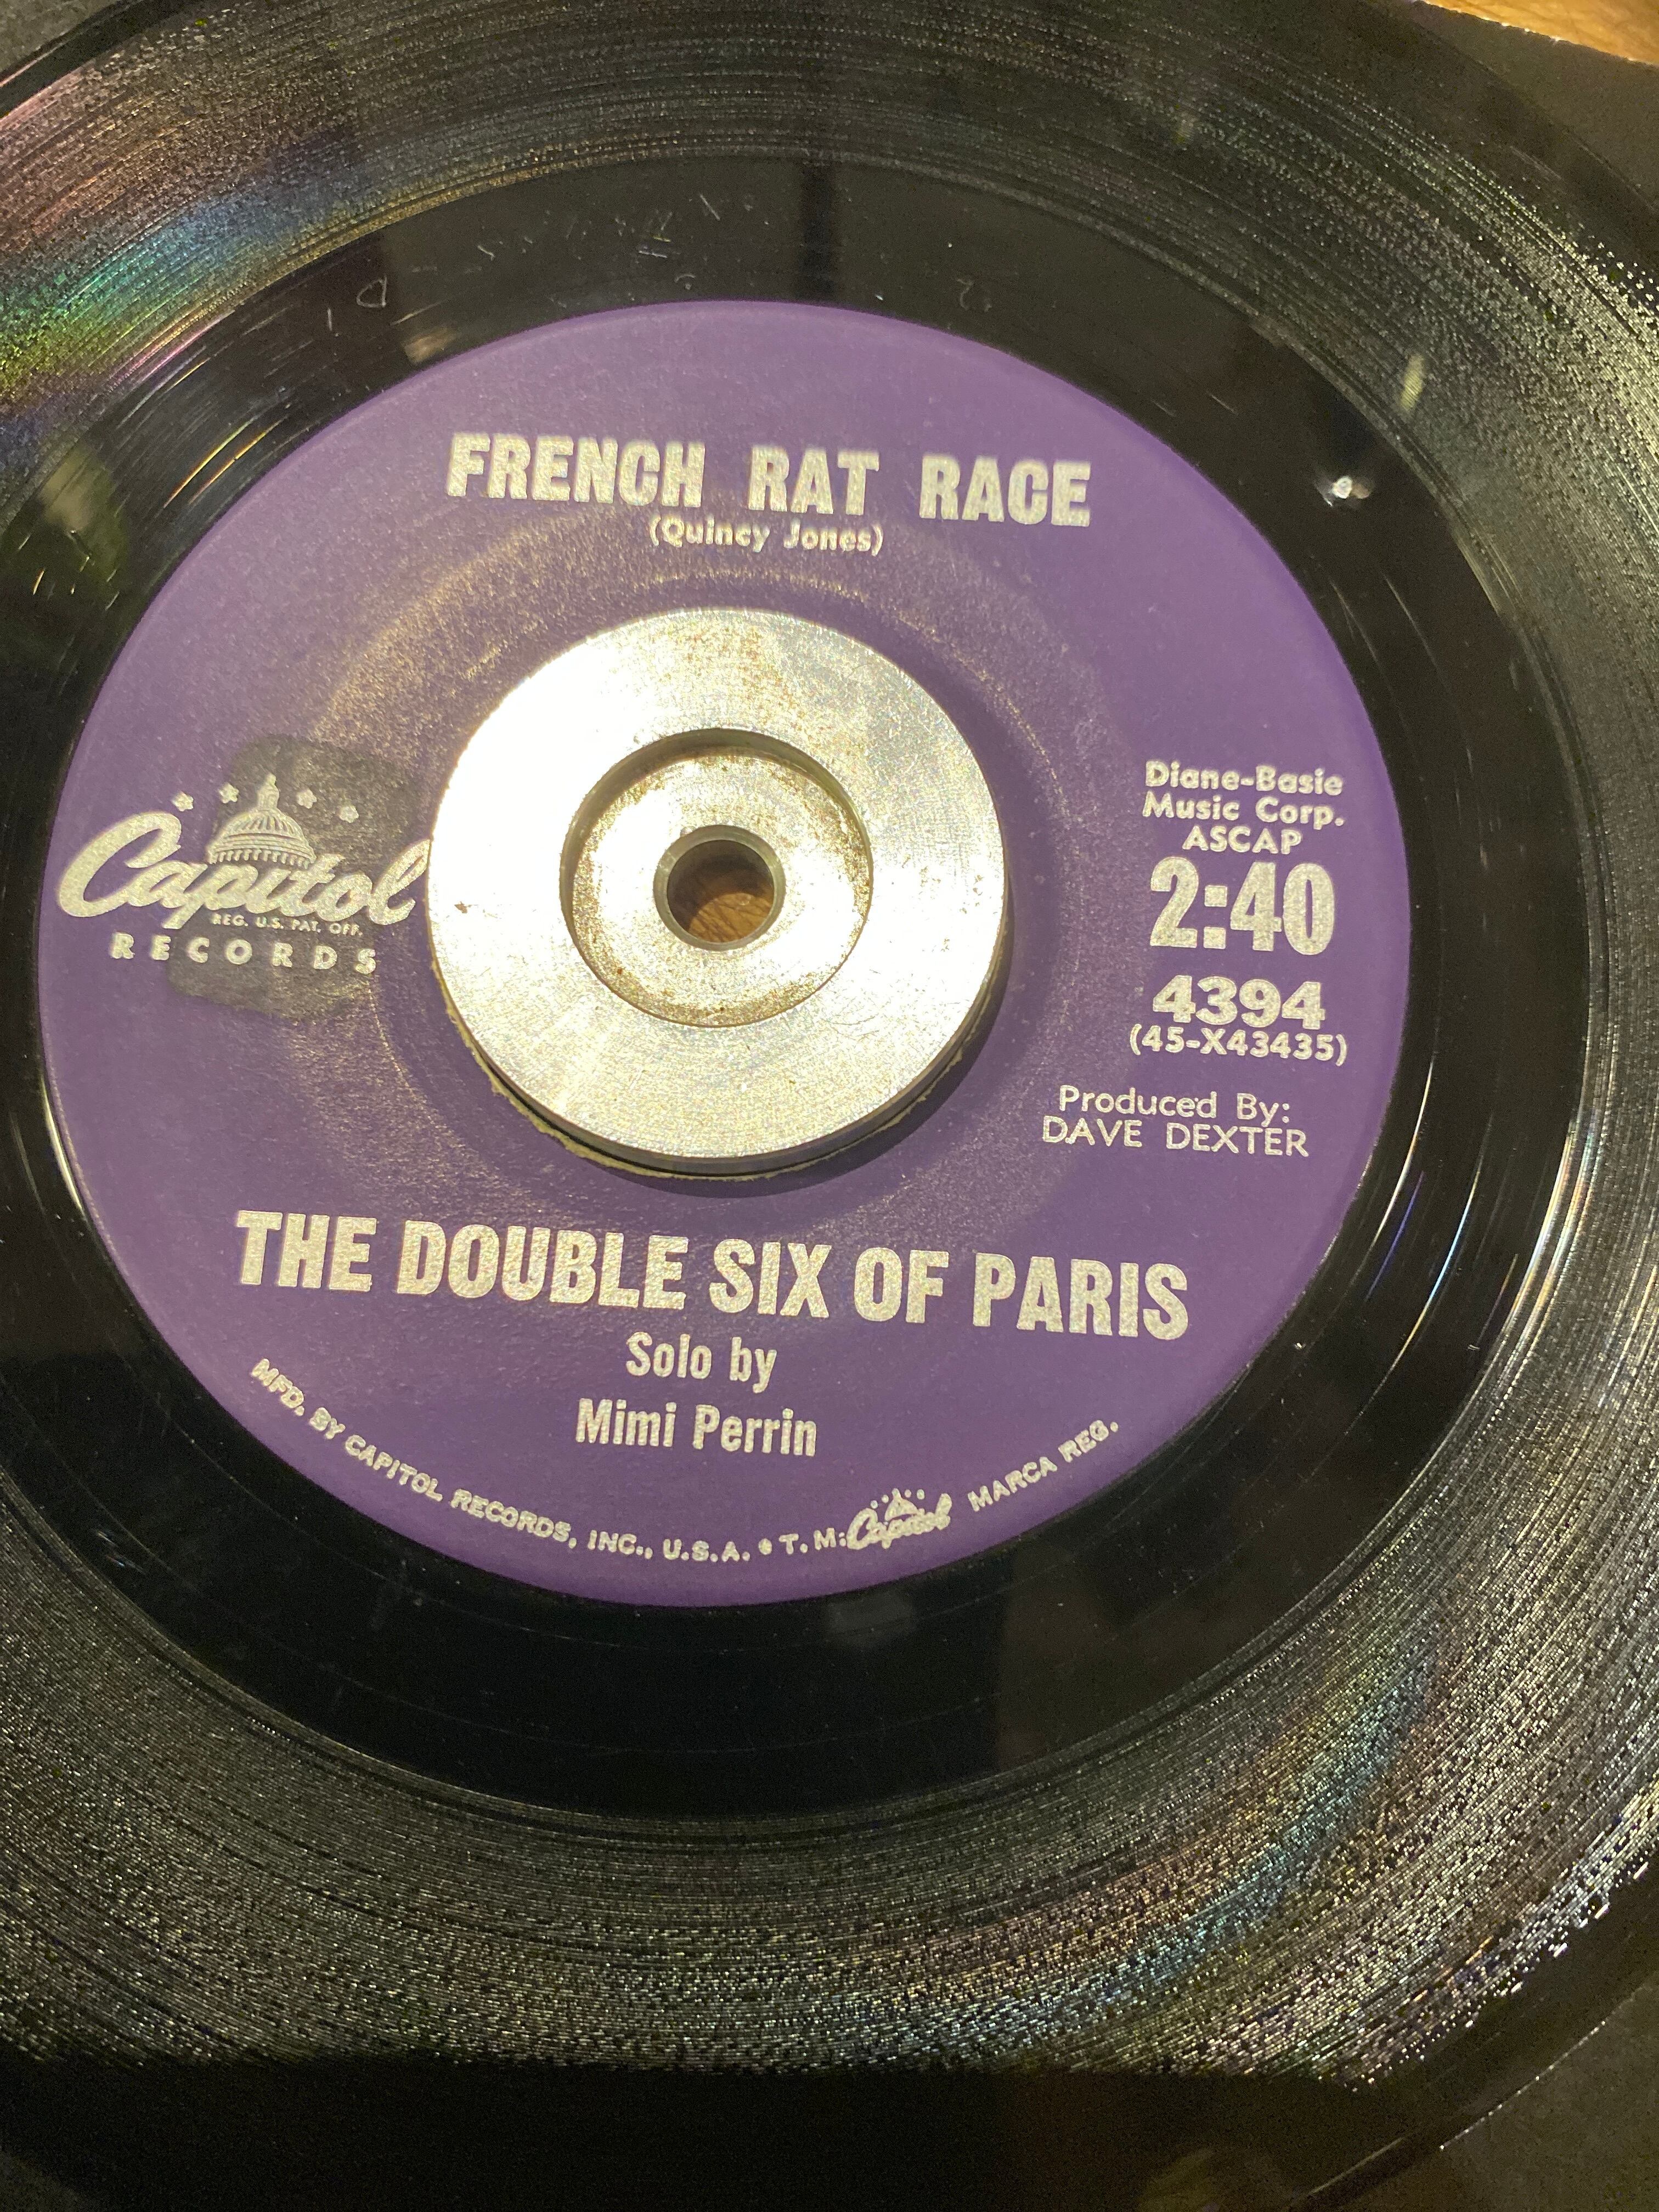 FRENCH RAT RACE
(Quincy Jones)
Capitol
REG. U.S. PAT. OFF.
RECORDS
Diane-Basie
Music Corp.
ASCAP
2:40
4394
(45-X43435)
Produced By:
DAVE DEXTER
THE DOUBLE SIX OF PARIS
Solo by
Mimi Perrin
MFD. BY CAPITOL RECORDS, INC., U.S.A. • T.M: Capitol MARCA REG.